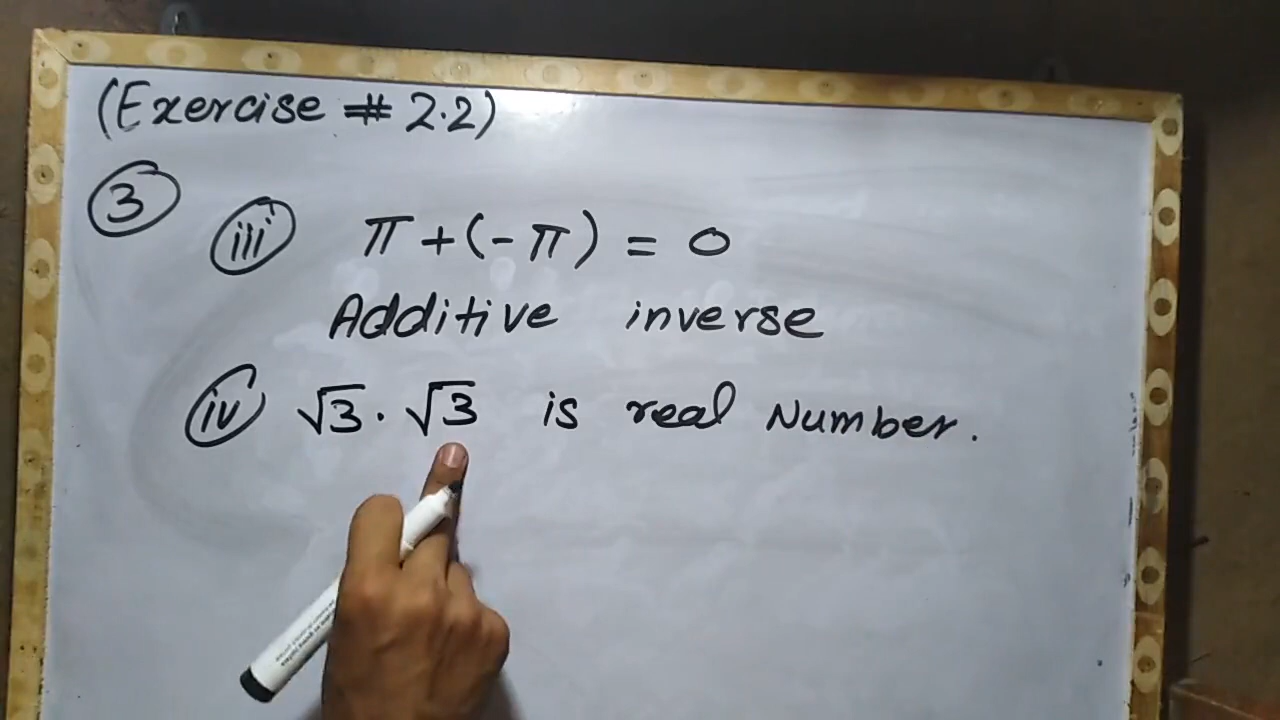 (Exercise # 2.2)
3
iii π + (-π) = 0
Additive inverse
iv √3 . √3 is real Number.